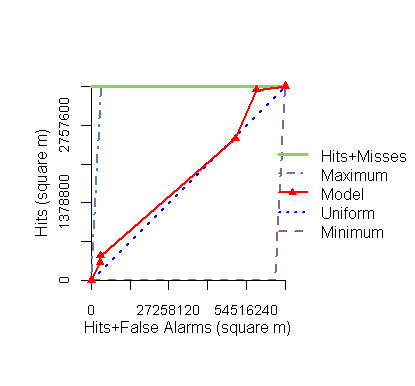 Hits (square m)
2757600
1378800
0
0 27258120 54516240
Hits+False Alarms (square m)
Hits+Misses
Maximum
Model
Uniform
Minimum